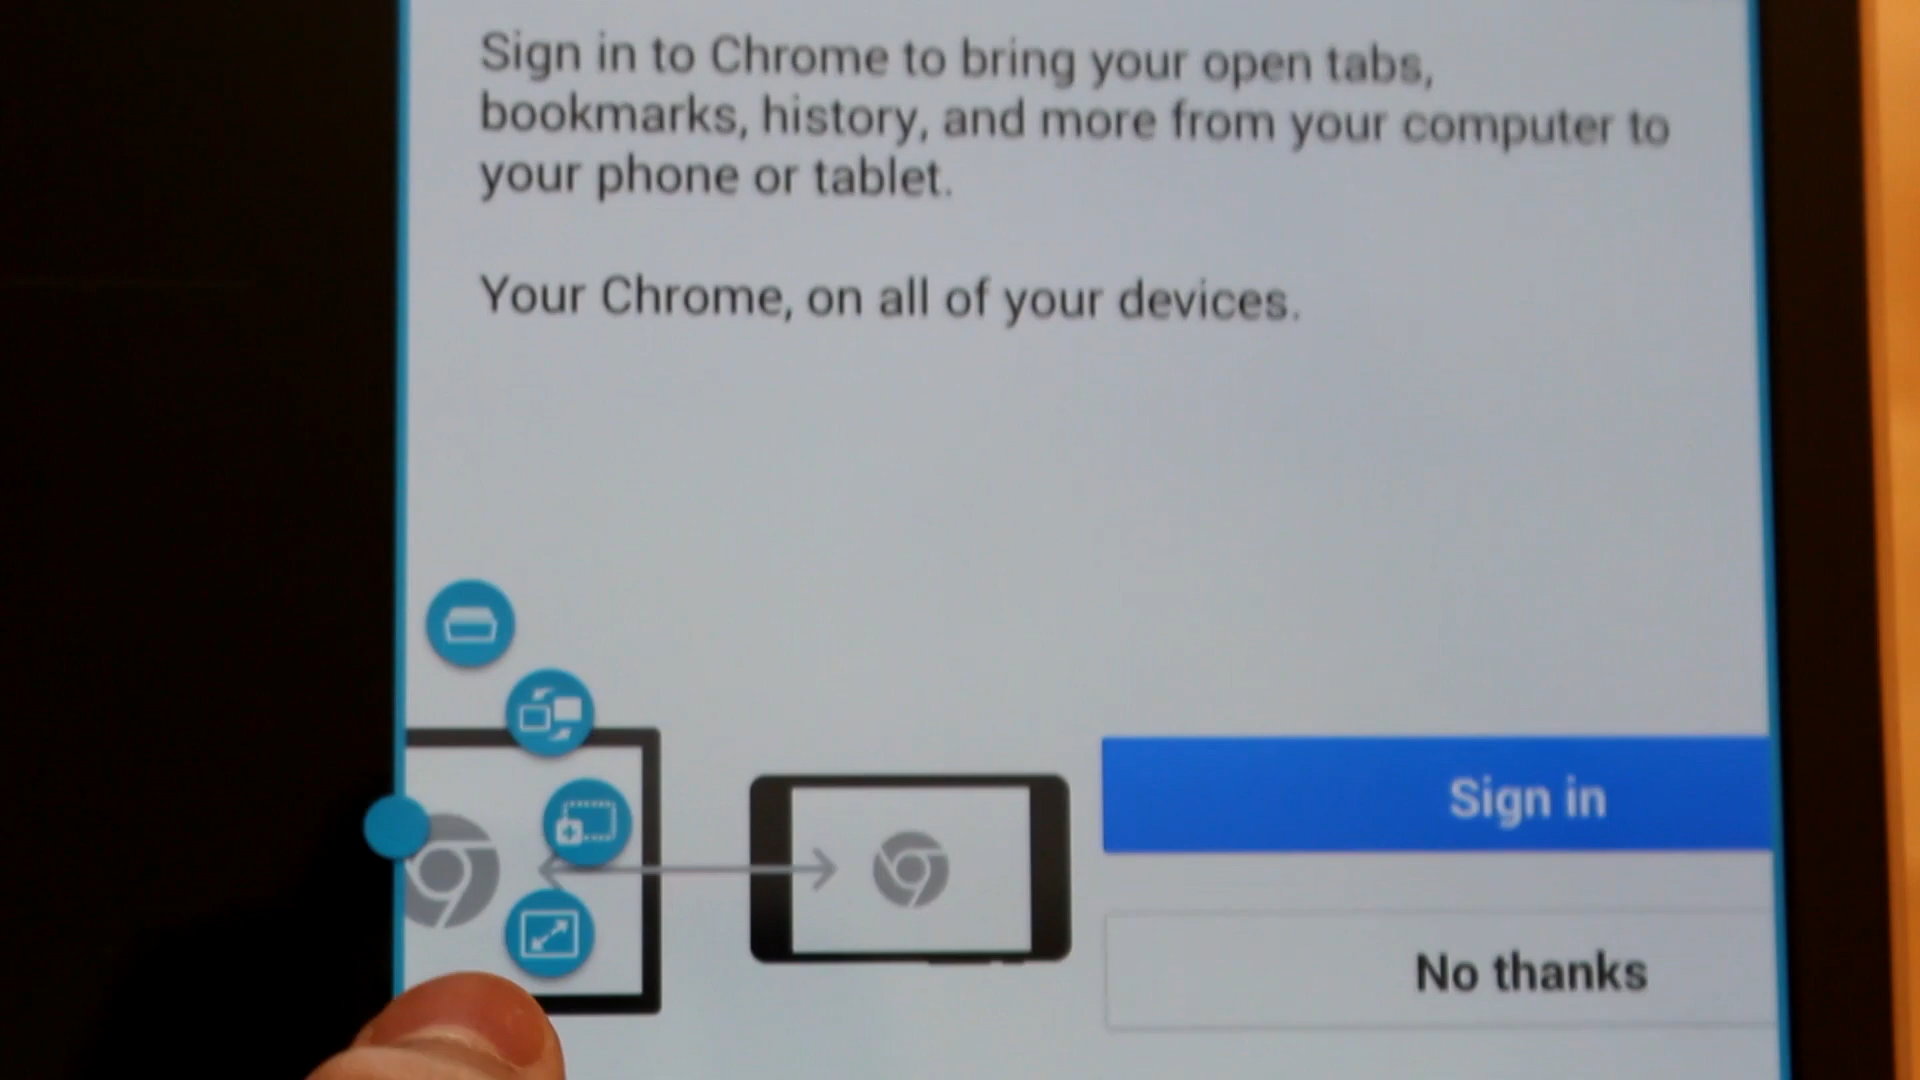 Sign in to Chrome to bring your open tabs,
bookmarks, history, and more from your computer to
your phone or tablet.
Your Chrome, on all of your devices.
Sign in
No thanks